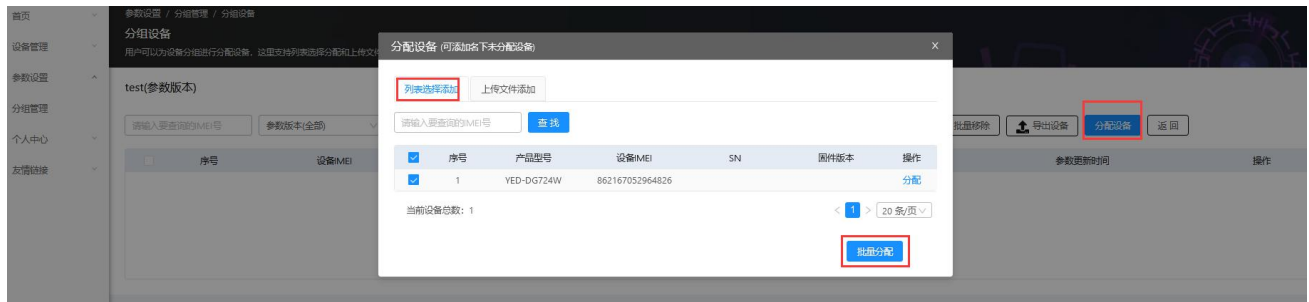 首页
设备管理
参数设置
分组管理
个人中心
友情链接
参数设置 / 分组管理 / 分组设备
分组设备
用户可以为设备分组进行分配设备，这里支持列表选择分配和上传文件
test(参数版本)
请输入要查询的IMEI号 参数版本(全部)
批量移除 导出设备 分配设备 返回
序号 设备IMEI 参数更新时间 操作
分配设备 (可添加名下未分配设备) X
列表选择添加 上传文件添加
请输入要查询的IMEI号 查找
序号 产品型号 设备IMEI SN 固件版本 操作
1 YED-DG724W 862167052964826 分配
当前设备总数：1 < 1 > 20 条/页
批量分配